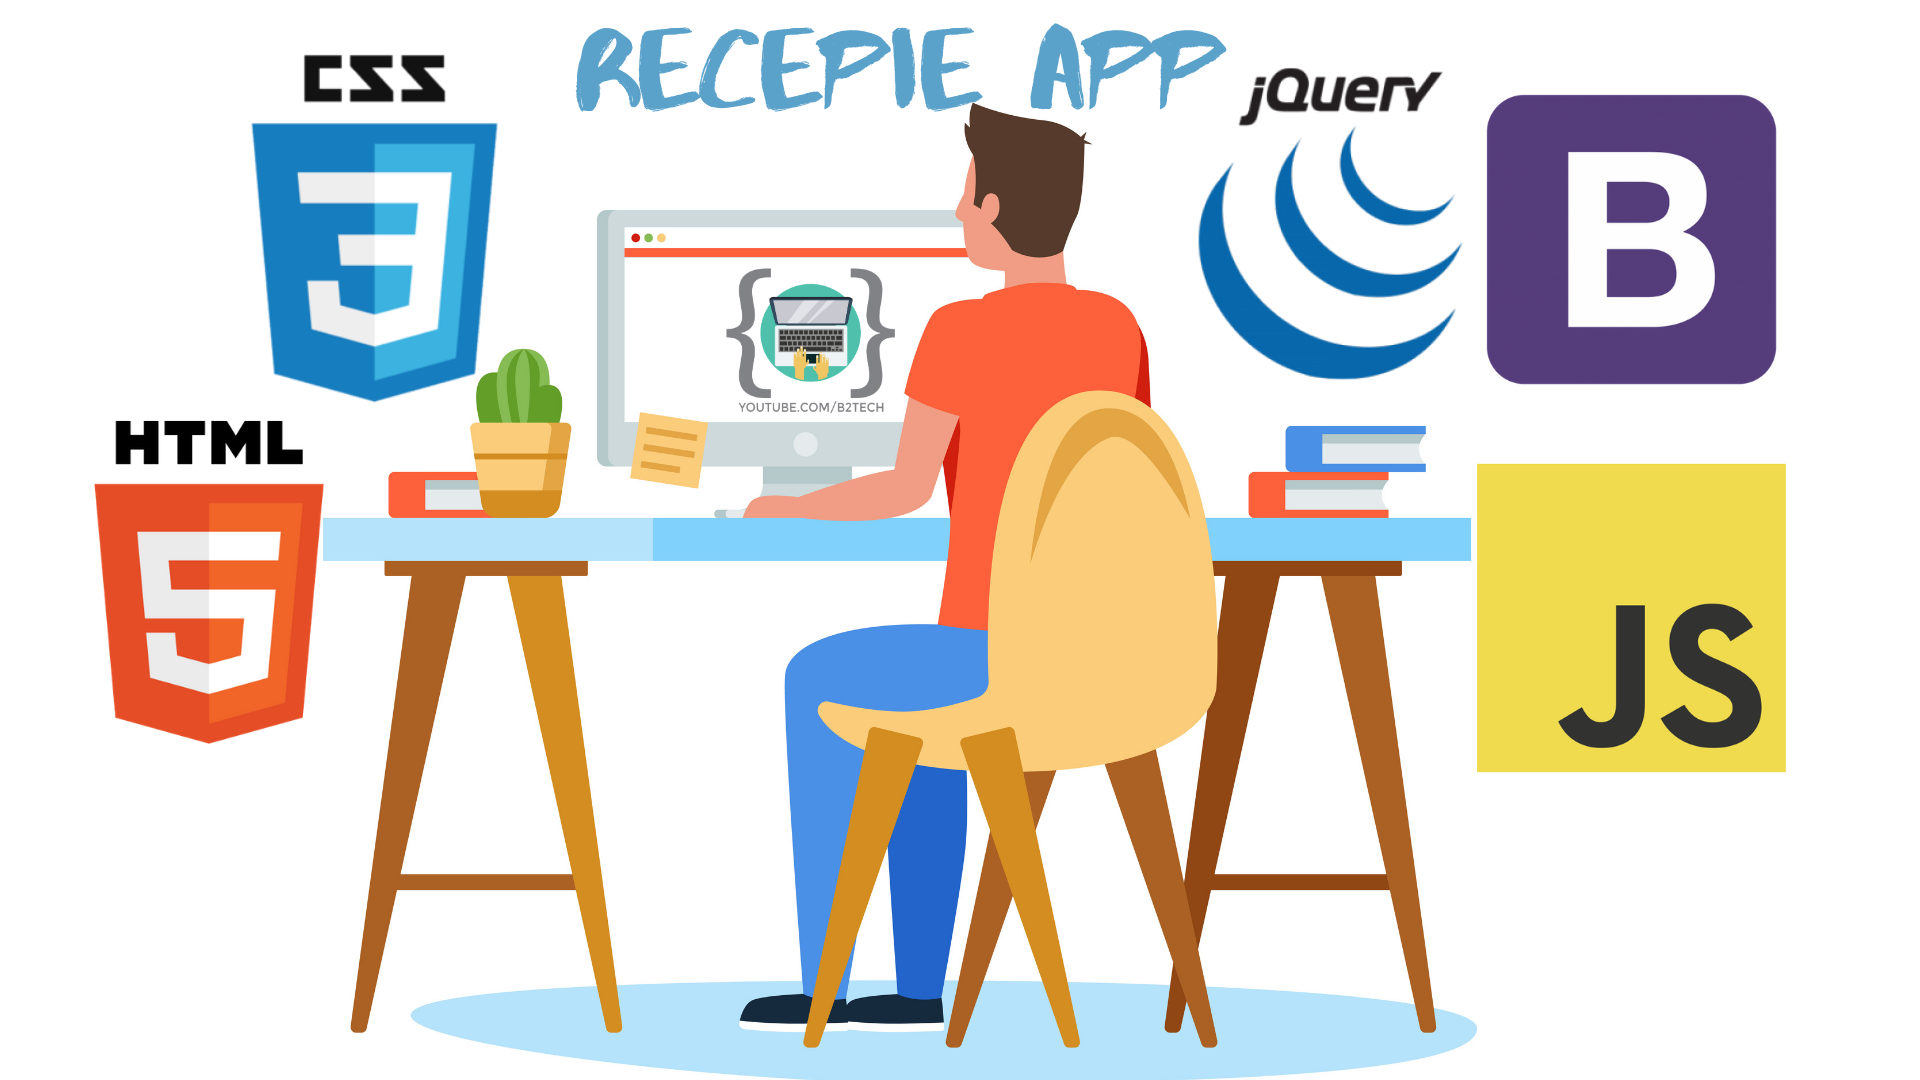 RECEPIE APP
CSS
3
jQuery
B
{ }
YOUTUBE.COM/B2TECH
HTML
5
JS